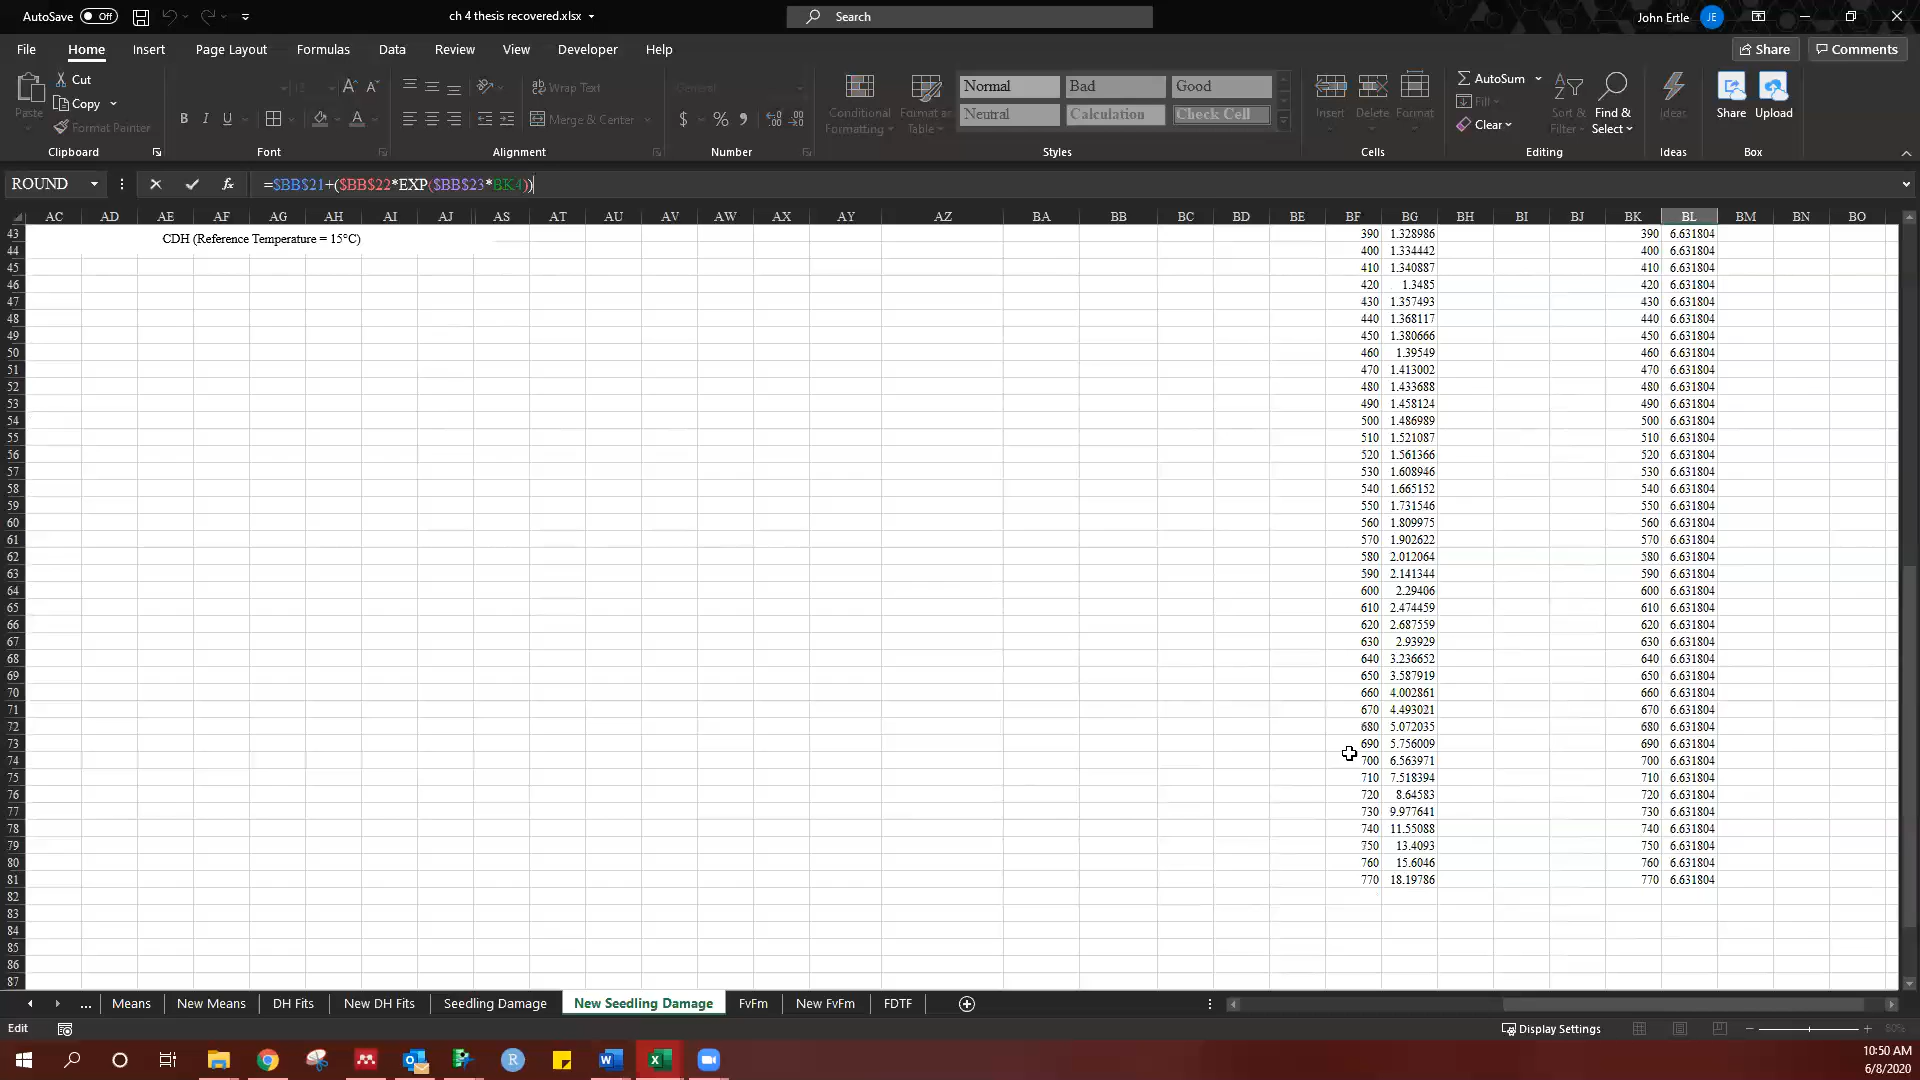 AutoSave Off ch 4 thesis recovered.xlsx Search John Ertle JE
File Home Insert Page Layout Formulas Data Review View Developer Help Share Comments
Paste Cut Copy Format Painter Clipboard
Font
Wrap Text Merge & Center Alignment
General Number
Conditional Formatting Format as Table Normal Bad Good Neutral Calculation Check Cell Styles
Insert Delete Format Cells
AutoSum Fill Clear Sort & Filter Find & Select Editing
Ideas Ideas
Share Upload Box
ROUND fx =$BB$21+($BB$22*EXP($BB$23*BK4))
AC AD AE AF AG AH AI AJ AS AT AU AV AW AX AY AZ BA BB BC BD BE BF BG BH BI BJ BK BL BM BN BO
CDH (Reference Temperature = 15°C)
43 390 1.328986 390 6.631804
44 400 1.334442 400 6.631804
45 410 1.340887 410 6.631804
46 420 1.3485 420 6.631804
47 430 1.357493 430 6.631804
48 440 1.368117 440 6.631804
49 450 1.380666 450 6.631804
50 460 1.39549 460 6.631804
51 470 1.413002 470 6.631804
52 480 1.433688 480 6.631804
53 490 1.458124 490 6.631804
54 500 1.486989 500 6.631804
55 510 1.521087 510 6.631804
56 520 1.561366 520 6.631804
57 530 1.608946 530 6.631804
58 540 1.665152 540 6.631804
59 550 1.731546 550 6.631804
60 560 1.809975 560 6.631804
61 570 1.902622 570 6.631804
62 580 2.012064 580 6.631804
63 590 2.141344 590 6.631804
64 600 2.29406 600 6.631804
65 610 2.474459 610 6.631804
66 620 2.687559 620 6.631804
67 630 2.93929 630 6.631804
68 640 3.236652 640 6.631804
69 650 3.587919 650 6.631804
70 660 4.002861 660 6.631804
71 670 4.493021 670 6.631804
72 680 5.072035 680 6.631804
73 690 5.756009 690 6.631804
74 700 6.563971 700 6.631804
75 710 7.518394 710 6.631804
76 720 8.64583 720 6.631804
77 730 9.977641 730 6.631804
78 740 11.55088 740 6.631804
79 750 13.4093 750 6.631804
80 760 15.6046 760 6.631804
81 770 18.19786 770 6.631804
82
83
84
85
86
87
... Means New Means DH Fits New DH Fits Seedling Damage New Seedling Damage FvFm New FvFm FDTF
Edit Display Settings 80%
10:50 AM
6/8/2020